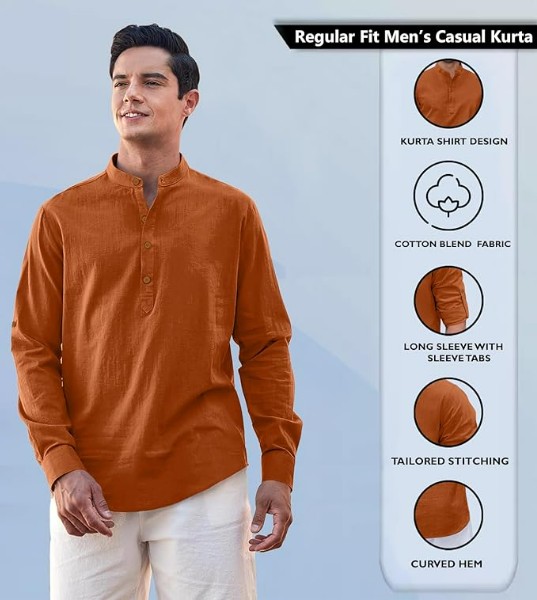 Regular Fit Men's Casual Kurta
KURTA SHIRT DESIGN
COTTON BLEND FABRIC
LONG SLEEVE WITH
SLEEVE TABS
TAILORED STITCHING
CURVED HEM